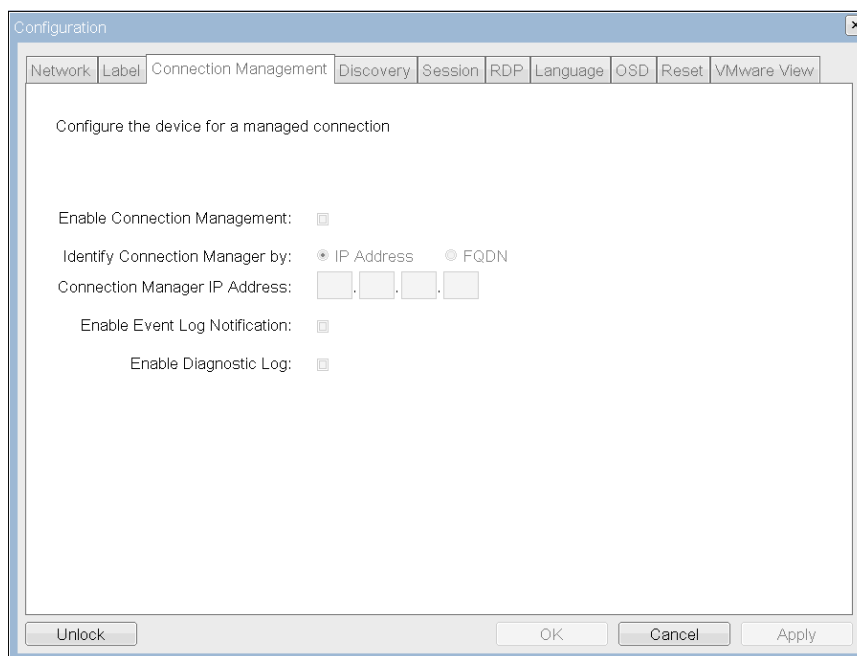 Configuration
Network Label Connection Management Discovery Session RDP Language OSD Reset VMware View
Configure the device for a managed connection
Enable Connection Management:
Identify Connection Manager by: IP Address FQDN
Connection Manager IP Address: . . .
Enable Event Log Notification:
Enable Diagnostic Log:
Unlock OK Cancel Apply